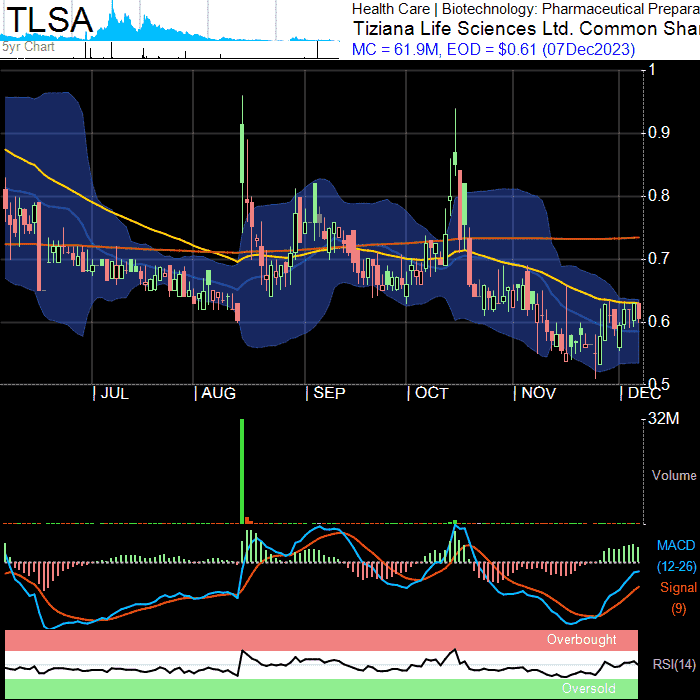 TLSA
5yr Chart
Health Care | Biotechnology: Pharmaceutical Prepara
Tiziana Life Sciences Ltd. Common Shar
MC = 61.9M, EOD = $0.61 (07Dec2023)
1
0.9
0.8
0.7
0.6
0.5
JUL AUG SEP OCT NOV DEC
32M
Volume
MACD
(12-26)
Signal
(9)
Overbought
RSI(14)
Oversold